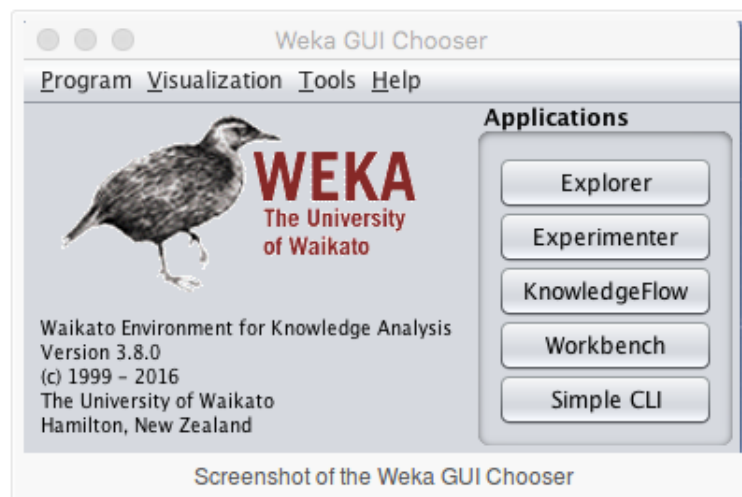 Weka GUI Chooser
Program Visualization Tools Help
WEKA
The University
of Waikato
Waikato Environment for Knowledge Analysis
Version 3.8.0
(c) 1999 – 2016
The University of Waikato
Hamilton, New Zealand
Applications
Explorer
Experimenter
KnowledgeFlow
Workbench
Simple CLI
Screenshot of the Weka GUI Chooser